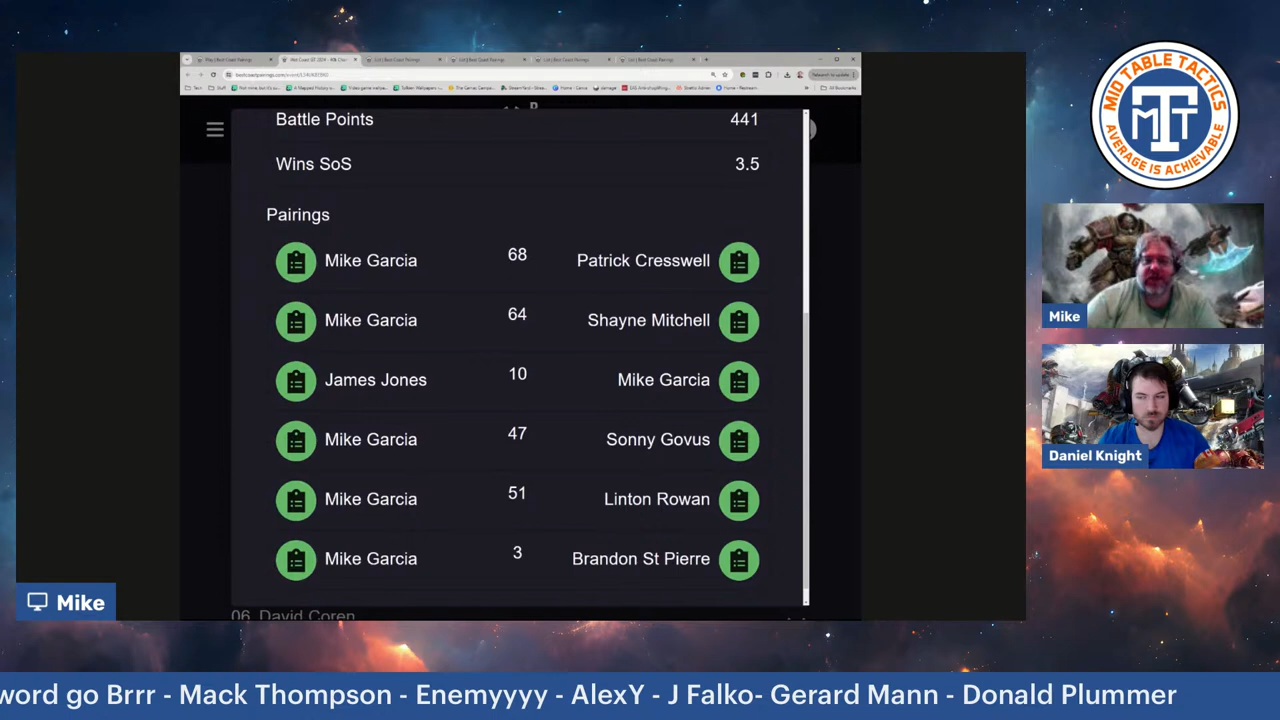 Battle Points 441
Wins SoS 3.5
Pairings
Mike Garcia 68 Patrick Cresswell
Mike Garcia 64 Shayne Mitchell
James Jones 10 Mike Garcia
Mike Garcia 47 Sonny Govus
Mike Garcia 51 Linton Rowan
Mike Garcia 3 Brandon St Pierre
06. David Coren
Mike
MID TABLE TACTICS
MTT
AVERAGE IS ACHIEVABLE
Mike
Daniel Knight
word go Brrr - Mack Thompson - Enemyyyy - AlexY - J Falko- Gerard Mann - Donald Plummer